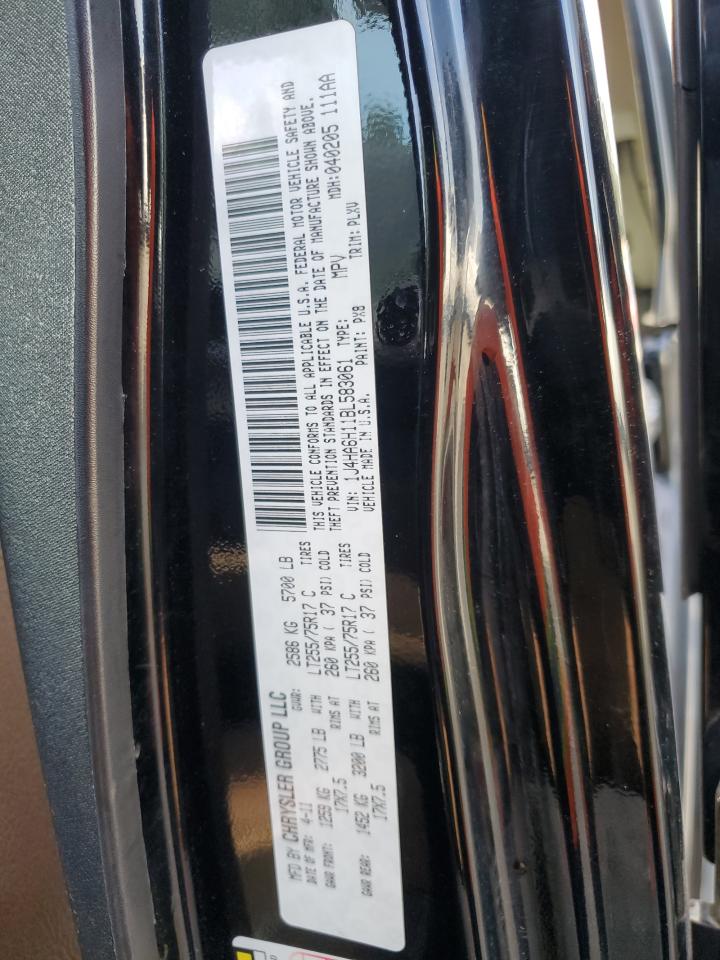 MFD BY CHRYSLER GROUP LLC
DATE OF MFR: 4-11 GVWR: 2586 KG 5700 LB
GAWR FRONT: 1259 KG 2775 LB WITH LT255/75R17 C TIRES
17X7.5 RIMS AT 260 KPA ( 37 PSI) COLD
GAWR REAR: 1452 KG 3200 LB WITH LT255/75R17 C TIRES
17X7.5 RIMS AT 260 KPA ( 37 PSI) COLD
THIS VEHICLE CONFORMS TO ALL APPLICABLE U.S.A. FEDERAL MOTOR VEHICLE SAFETY AND
THEFT PREVENTION STANDARDS IN EFFECT ON THE DATE OF MANUFACTURE SHOWN ABOVE.
VIN: 1J4HA6H11BL583061 TYPE: MPV MDH:040205 111AA
VEHICLE MADE IN U.S.A. PAINT: PX8 TRIM: PLXV